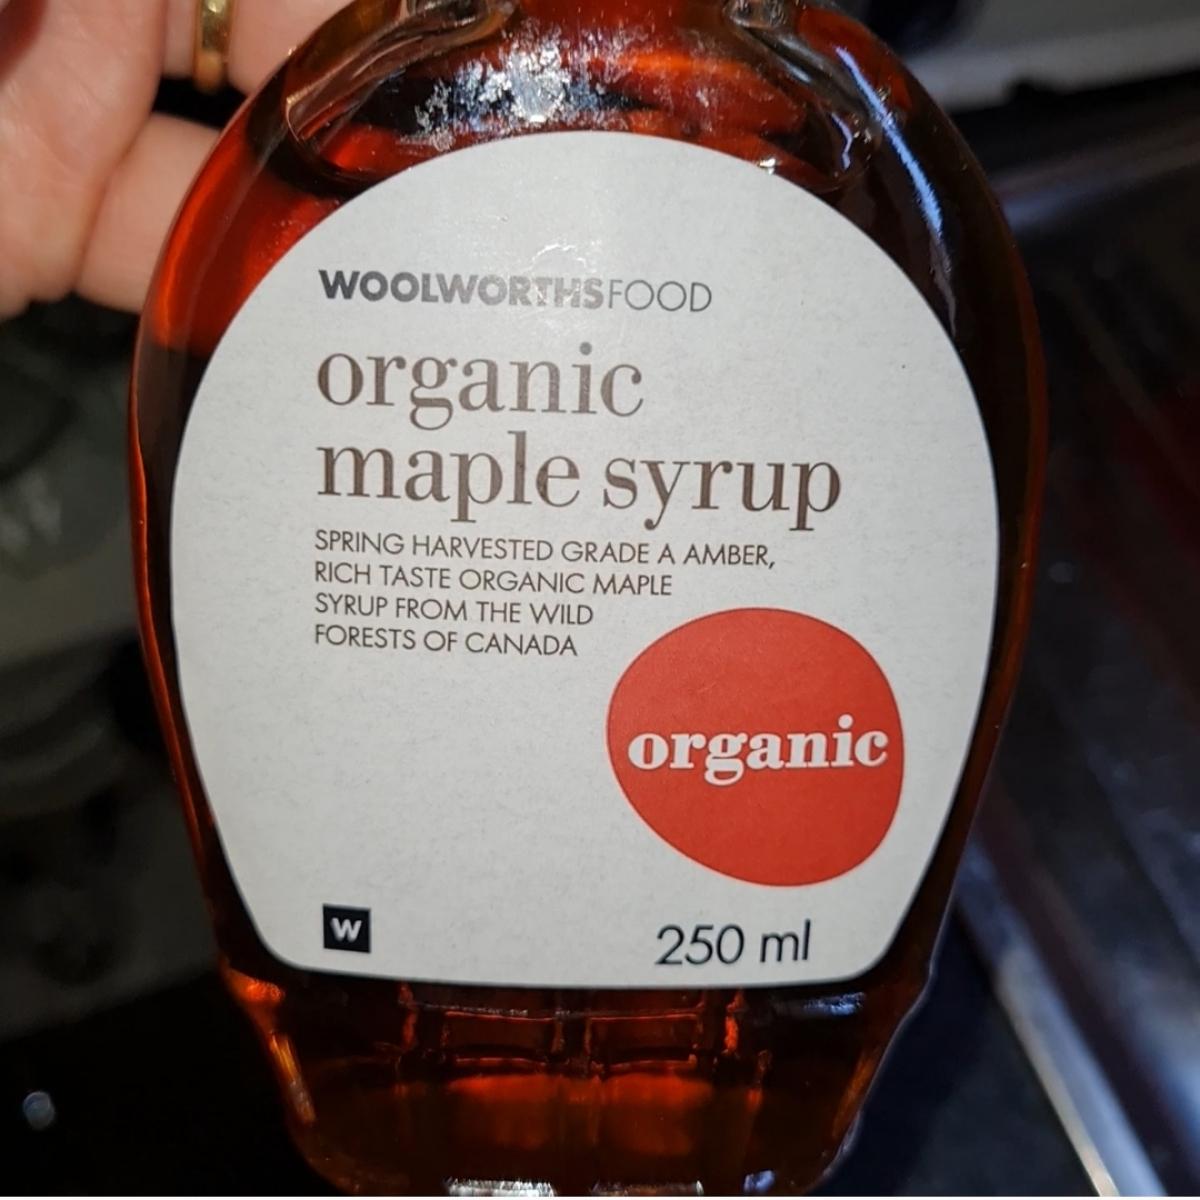 WOOLWORTHSFOOD
organic
maple syrup
SPRING HARVESTED GRADE A AMBER,
RICH TASTE ORGANIC MAPLE
SYRUP FROM THE WILD
FORESTS OF CANADA
organic
W
250 ml